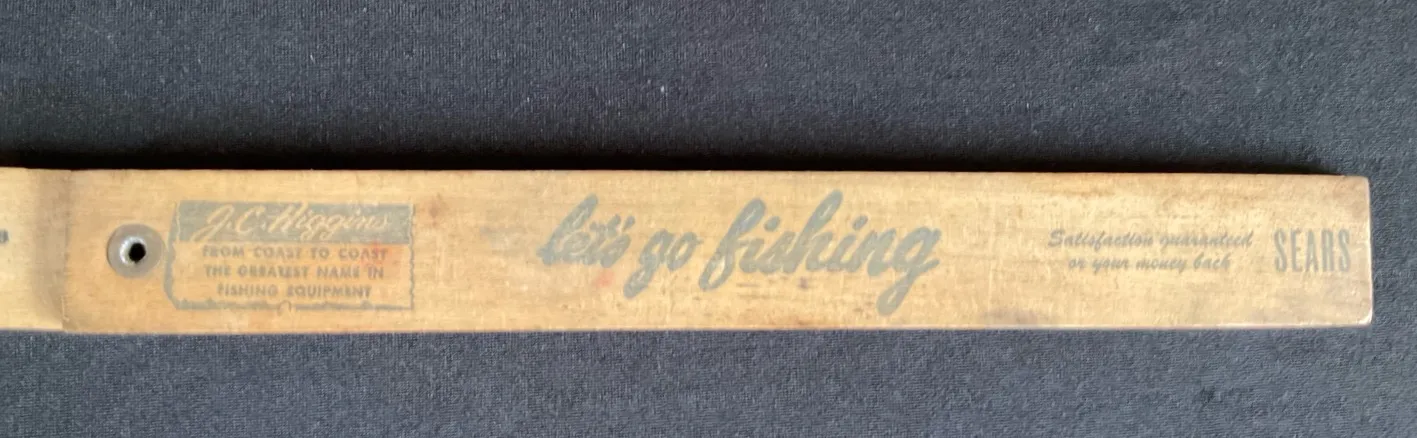 J.C. Higgins
FROM COAST TO COAST
THE GREATEST NAME IN
FISHING EQUIPMENT
let's go fishing
Satisfaction guaranteed
or your money back
SEARS